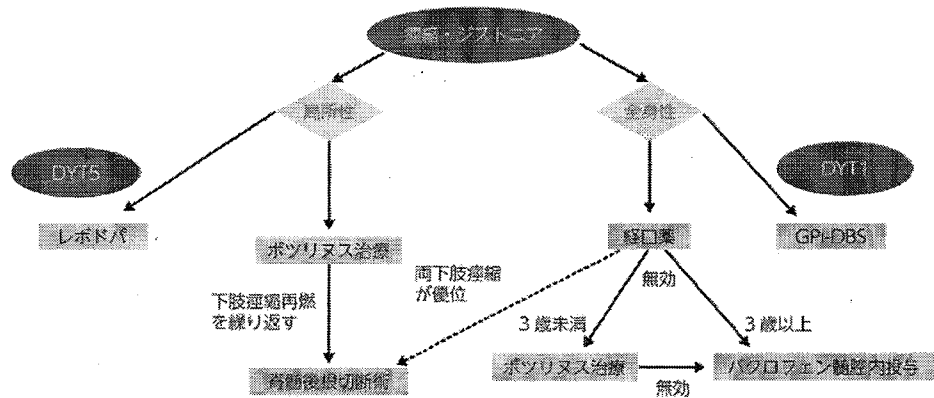 痙縮・ジストニア
局所性
全身性
DYT5
DYT1
レボドパ
ボツリヌス治療
経口薬
GPi-DBS
下肢痙縮再燃
を繰り返す
両下肢痙縮
が優位
無効
3歳未満
3歳以上
脊髄後根切断術
ボツリヌス治療
無効
バクロフェン髄腔内投与